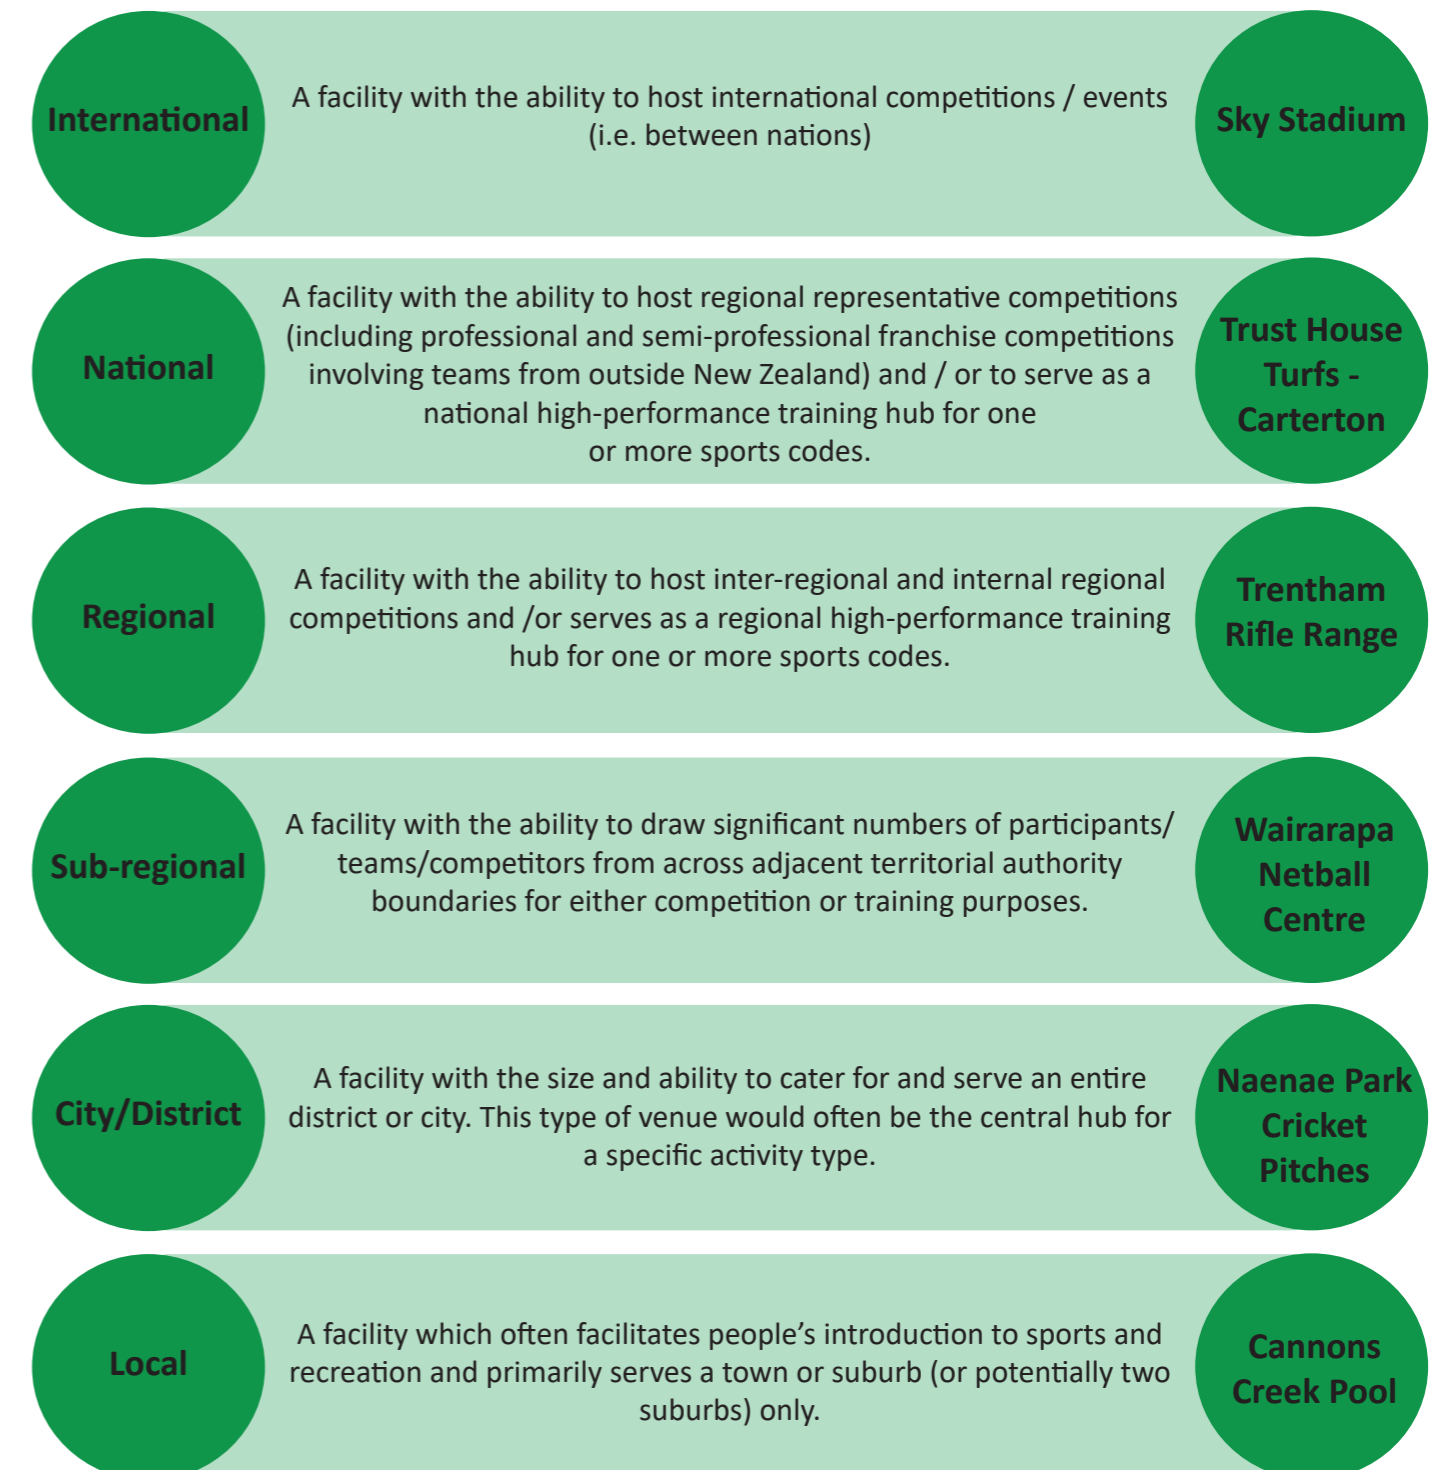 International
A facility with the ability to host international competitions / events
(i.e. between nations)
Sky Stadium
National
A facility with the ability to host regional representative competitions
(including professional and semi-professional franchise competitions
involving teams from outside New Zealand) and / or to serve as a
national high-performance training hub for one
or more sports codes.
Trust House
Turfs -
Carterton
Regional
A facility with the ability to host inter-regional and internal regional
competitions and /or serves as a regional high-performance training
hub for one or more sports codes.
Trentham
Rifle Range
Sub-regional
A facility with the ability to draw significant numbers of participants/
teams/competitors from across adjacent territorial authority
boundaries for either competition or training purposes.
Wairarapa
Netball
Centre
City/District
A facility with the size and ability to cater for and serve an entire
district or city. This type of venue would often be the central hub for
a specific activity type.
Naenae Park
Cricket
Pitches
Local
A facility which often facilitates people’s introduction to sports and
recreation and primarily serves a town or suburb (or potentially two
suburbs) only.
Cannons
Creek Pool